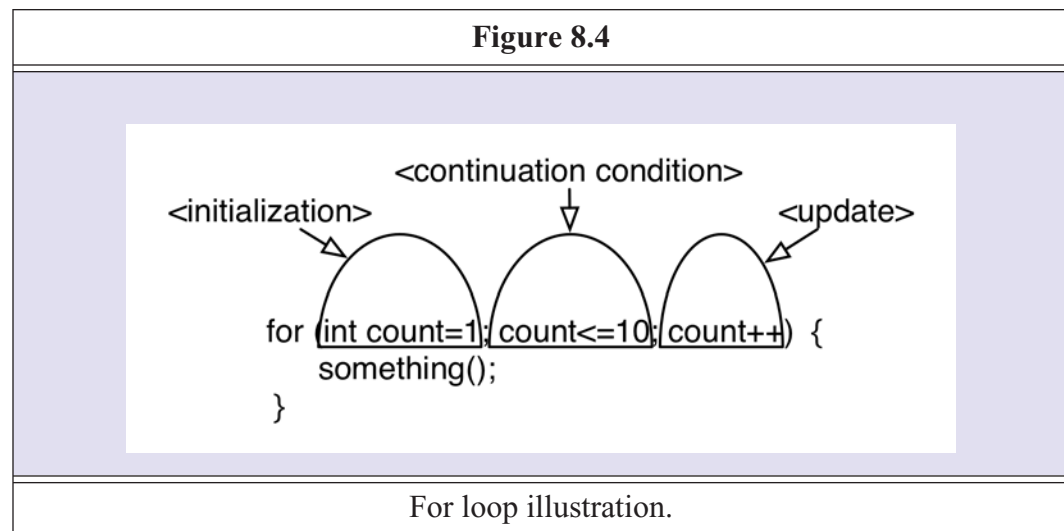 Figure 8.4
<continuation condition>
<initialization>
<update>
for (int count=1; count<=10; count++) {
something();
}
For loop illustration.